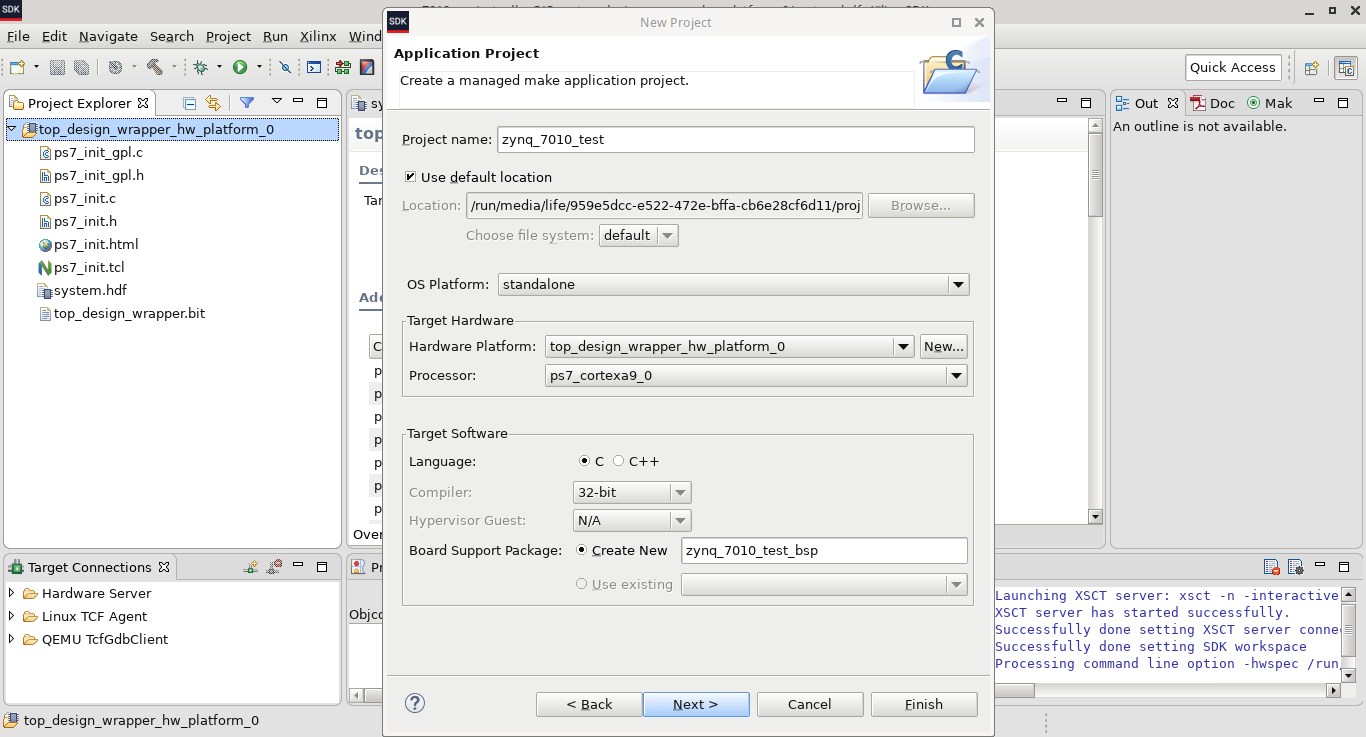 SDK
File Edit Navigate Search Project Run Xilinx Wind
Quick Access
Project Explorer
top_design_wrapper_hw_platform_0
ps7_init_gpl.c
ps7_init_gpl.h
ps7_init.c
ps7_init.h
ps7_init.html
ps7_init.tcl
system.hdf
top_design_wrapper.bit
Target Connections
Hardware Server
Linux TCF Agent
QEMU TcfGdbClient
top_design_wrapper_hw_platform_0
sy
top
Des
Tar
Add
C
p
p
p
p
p
p
p
Over
Pr
Objec
SDK
New Project
Application Project
Create a managed make application project.
Project name: zynq_7010_test
Use default location
Location: /run/media/life/959e5dcc-e522-472e-bffa-cb6e28cf6d11/proj Browse...
Choose file system: default
OS Platform: standalone
Target Hardware
Hardware Platform: top_design_wrapper_hw_platform_0 New...
Processor: ps7_cortexa9_0
Target Software
Language: C C++
Compiler: 32-bit
Hypervisor Guest: N/A
Board Support Package: Create New zynq_7010_test_bsp
Use existing
< Back Next > Cancel Finish
Out Doc Mak
An outline is not available.
Launching XSCT server: xsct -n -interactive
XSCT server has started successfully.
Successfully done setting XSCT server conne
Successfully done setting SDK workspace
Processing command line option -hwspec /run